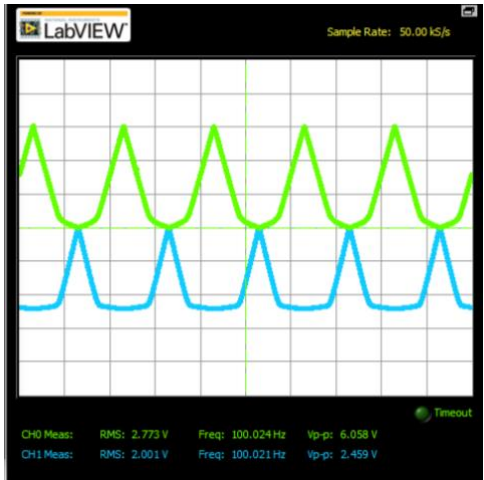 LabVIEW
Sample Rate: 50.00 kS/s
Timeout
CH0 Meas: RMS: 2.773 V Freq: 100.024 Hz Vp-p: 6.058 V
CH1 Meas: RMS: 2.001 V Freq: 100.021 Hz Vp-p: 2.459 V